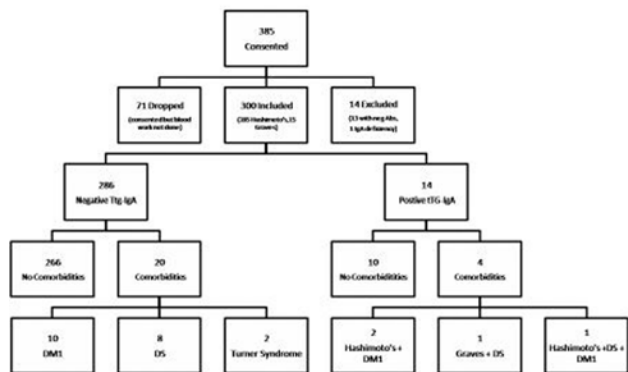 385
Consented
71 Dropped
(consented but blood
work not done)
300 Included
(285 Hashimoto's, 15
Graves)
14 Excluded
(13 with neg Abs,
1 IgA deficiency)
286
Negative Ttg-IgA
14
Postive tTG-IgA
266
No Comorbidities
20
Comorbidities
10
No Comorbiditites
4
Comorbidities
10
DM1
8
DS
2
Turner Syndrome
2
Hashimoto's +
DM1
1
Graves + DS
1
Hashimoto's +DS +
DM1